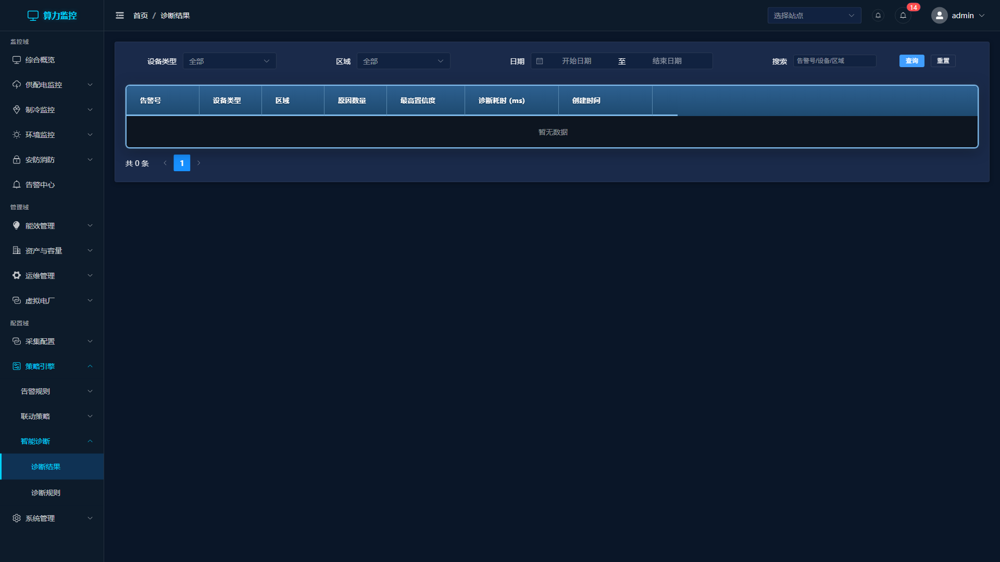 算力监控
首页 / 诊断结果
选择站点
14
admin
监控域
综合概览
供配电监控
制冷监控
环境监控
安防消防
告警中心
管理域
能效管理
资产与容量
运维管理
虚拟电厂
配置域
采集配置
策略引擎
告警规则
联动策略
智能诊断
诊断结果
诊断规则
系统管理
设备类型 全部 区域 全部 日期 开始日期 至 结束日期 搜索 告警号/设备/区域 查询 重置
告警号 设备类型 区域 原因数量 最高置信度 诊断耗时 (ms) 创建时间
暂无数据
共 0 条 1